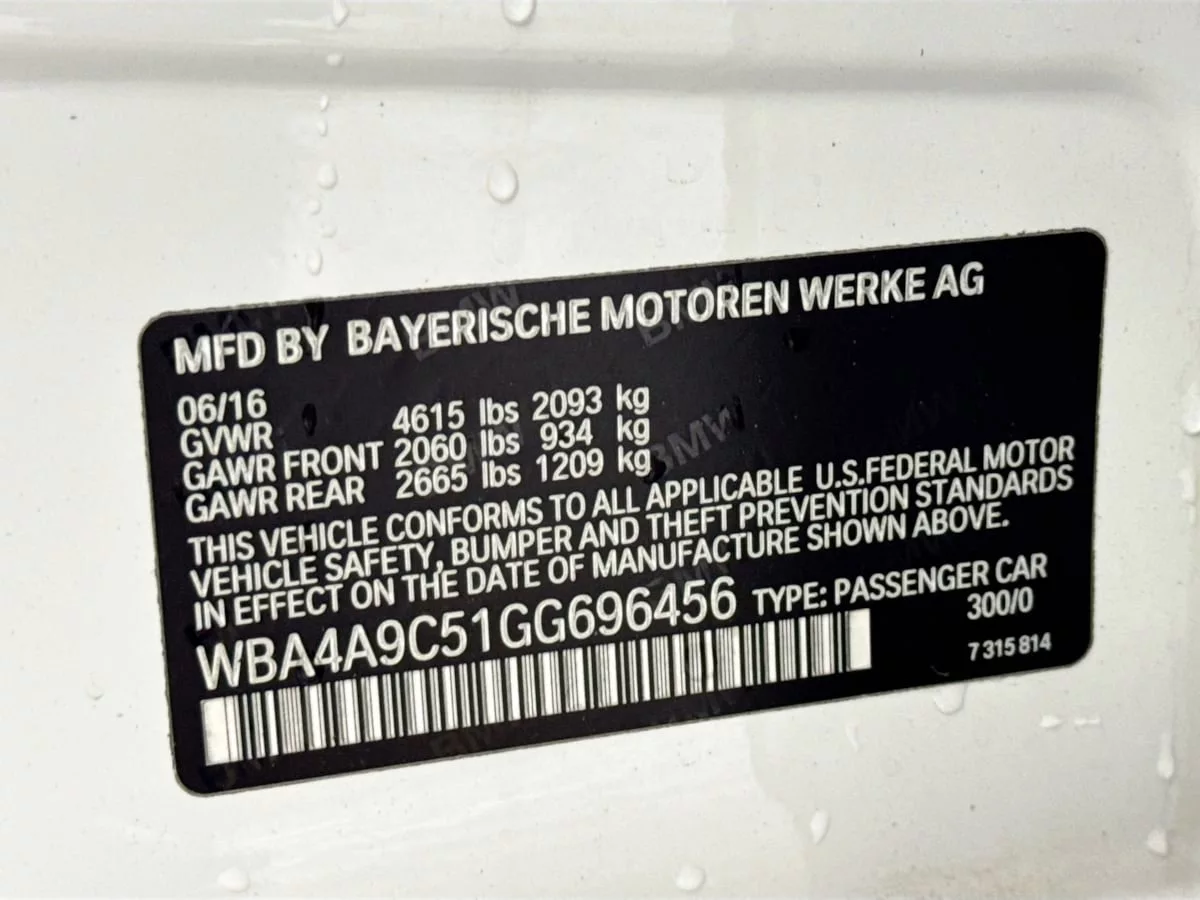 MFD BY BAYERISCHE MOTOREN WERKE AG
06/16
GVWR 4615 lbs 2093 kg
GAWR FRONT 2060 lbs 934 kg
GAWR REAR 2665 lbs 1209 kg
THIS VEHICLE CONFORMS TO ALL APPLICABLE U.S.FEDERAL MOTOR
VEHICLE SAFETY, BUMPER AND THEFT PREVENTION STANDARDS
IN EFFECT ON THE DATE OF MANUFACTURE SHOWN ABOVE.
WBA4A9C51GG696456 TYPE: PASSENGER CAR
300/0
7 315 814